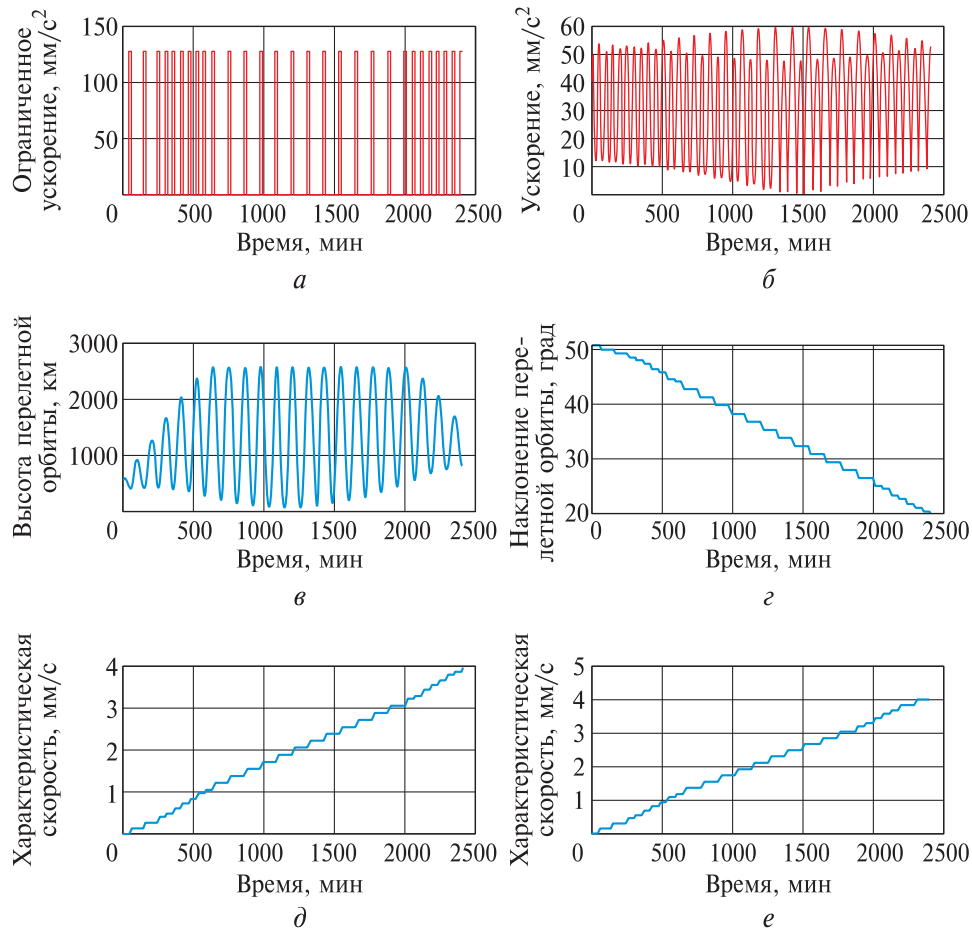 Ограниченное
ускорение, мм/с²
150
100
50
0
500
1000
1500
2000
2500
Время, мин
а
Ускорение, мм/с²
60
50
40
30
20
10
0
500
1000
1500
2000
2500
Время, мин
б
Высота перелетной
орбиты, км
3000
2000
1000
0
500
1000
1500
2000
2500
Время, мин
в
Наклонение пере-
летной орбиты, град
50
40
30
20
0
500
1000
1500
2000
2500
Время, мин
г
Характеристическая
скорость, мм/с
4
3
2
1
0
500
1000
1500
2000
2500
Время, мин
д
Характеристическая
скорость, мм/с
5
4
3
2
1
0
500
1000
1500
2000
2500
Время, мин
е